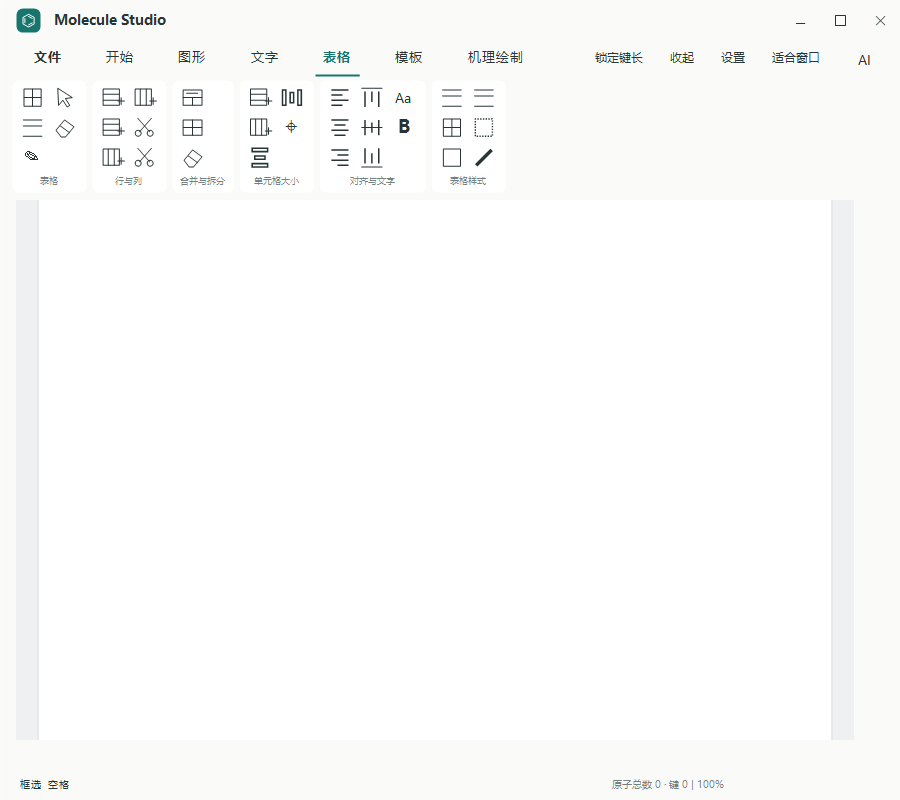 Molecule Studio
文件 开始 图形 文字 表格 模板 机理绘制 锁定键长 收起 设置 适合窗口 AI
Aa
B
表格 行与列 合并与拆分 单元格大小 对齐与文字 表格样式
框选 空格 原子总数 0 · 键 0 | 100%